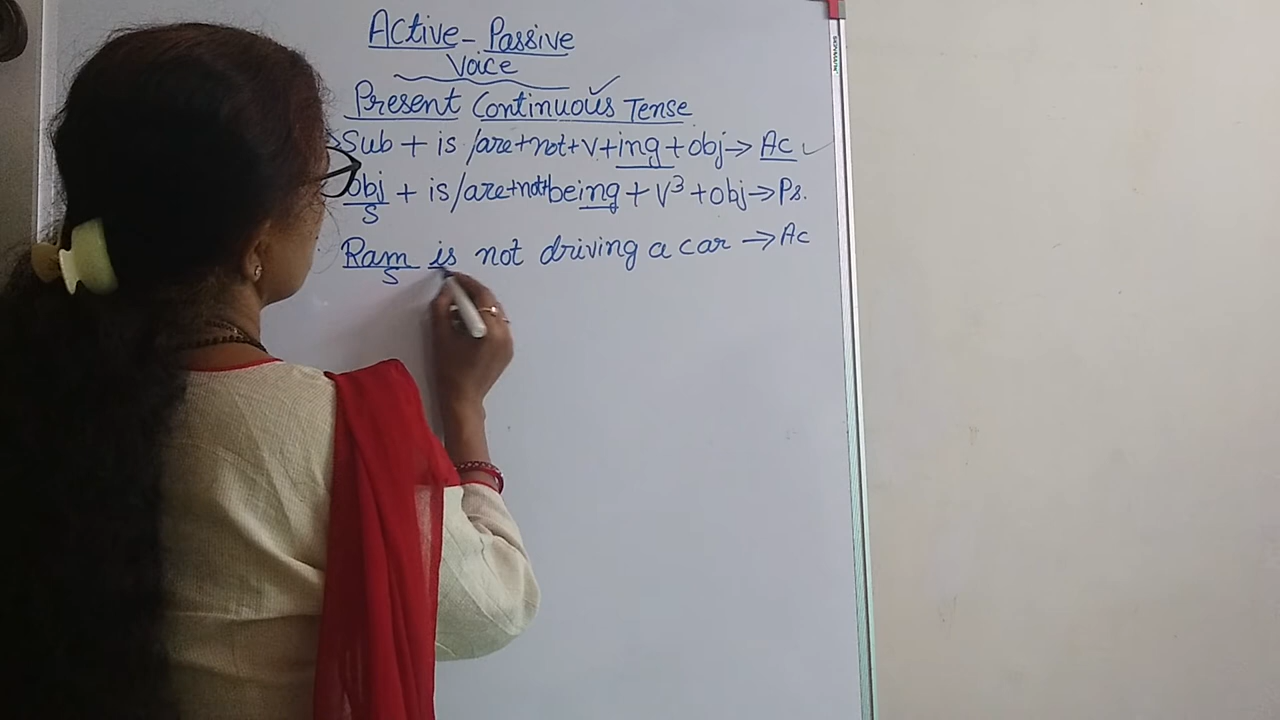 Active - Passive
Voice
Present Continuous Tense
Sub + is /are+not+v+ing+obj→ Ac
obj + is/are+not+being + v³ +obj→Ps.
S
Ram is not driving a car → Ac
S